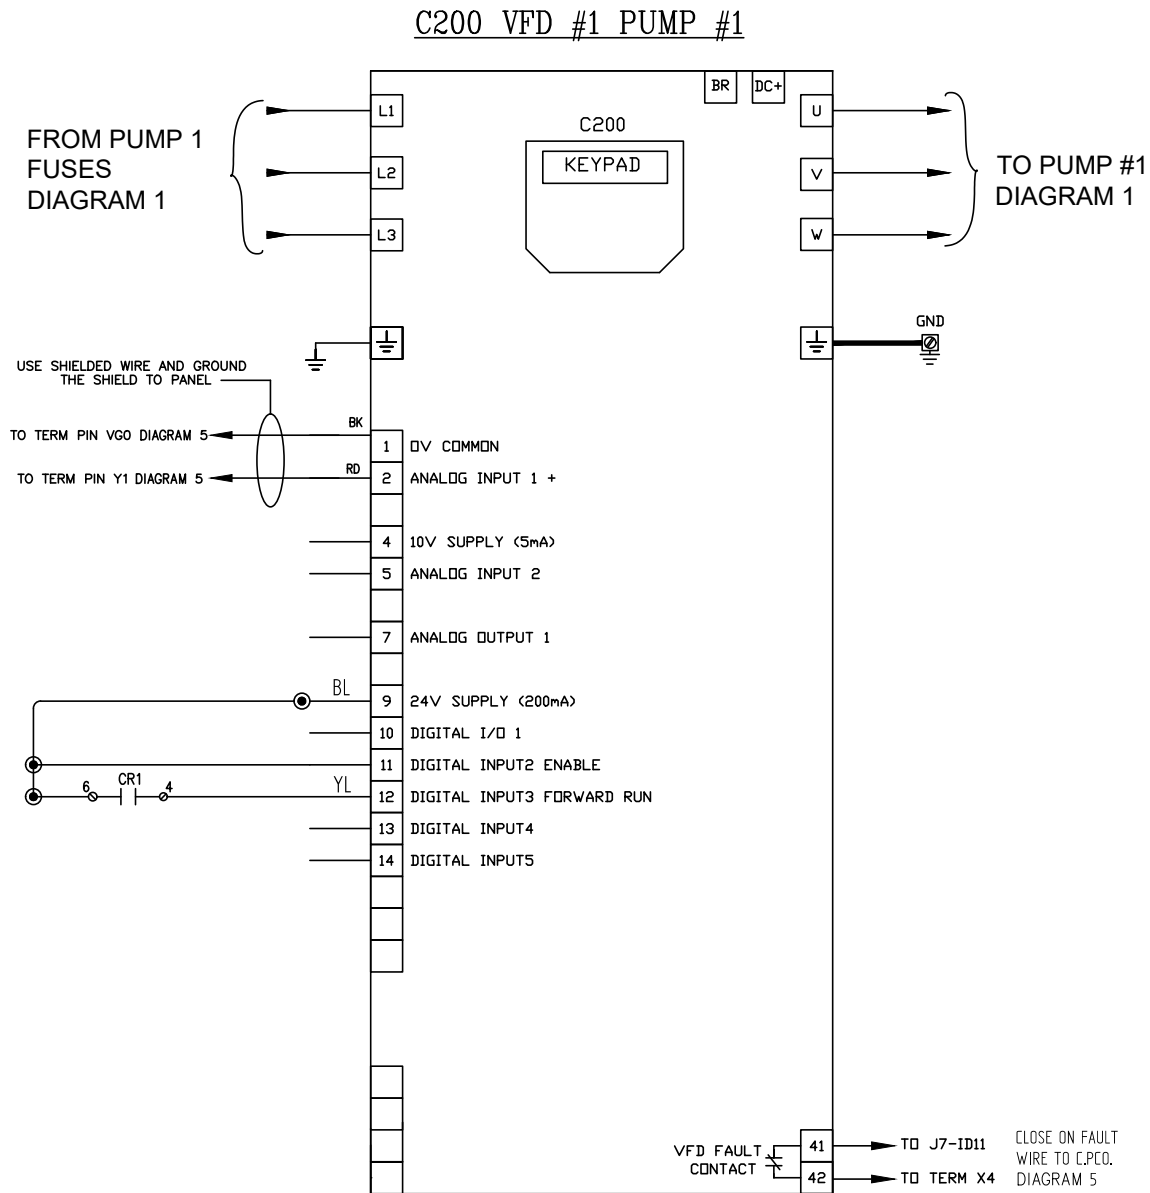 C200 VFD #1 PUMP #1
BR
DC+
L1
U
C200
KEYPAD
FROM PUMP 1
FUSES
DIAGRAM 1
L2
V
TO PUMP #1
DIAGRAM 1
L3
W
GND
USE SHIELDED WIRE AND GROUND
THE SHIELD TO PANEL
TO TERM PIN VG0 DIAGRAM 5
BK
1
0V COMMON
TO TERM PIN Y1 DIAGRAM 5
RD
2
ANALOG INPUT 1 +
4
10V SUPPLY (5mA)
5
ANALOG INPUT 2
7
ANALOG OUTPUT 1
BL
9
24V SUPPLY (200mA)
10
DIGITAL I/O 1
11
DIGITAL INPUT2 ENABLE
6
CR1
4
YL
12
DIGITAL INPUT3 FORWARD RUN
13
DIGITAL INPUT4
14
DIGITAL INPUT5
VFD FAULT
CONTACT
41
TO J7-ID11
42
TO TERM X4
CLOSE ON FAULT
WIRE TO C.PCO.
DIAGRAM 5